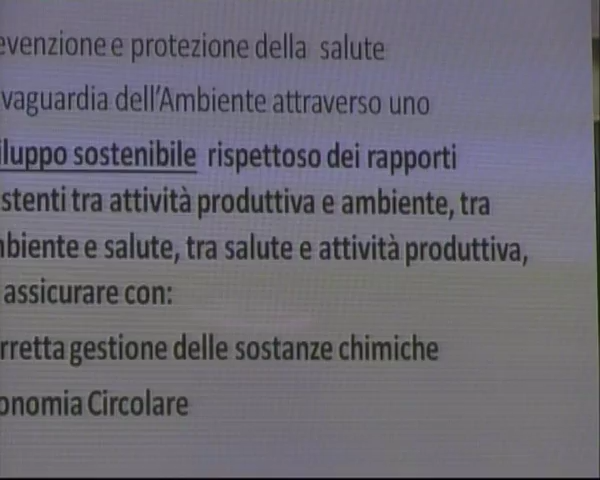 evenzione e protezione della salute
vaguardia dell'Ambiente attraverso uno
iluppo sostenibile rispettoso dei rapporti
stenti tra attività produttiva e ambiente, tra
nbiente e salute, tra salute e attività produttiva,
assicurare con:
rretta gestione delle sostanze chimiche
onomia Circolare